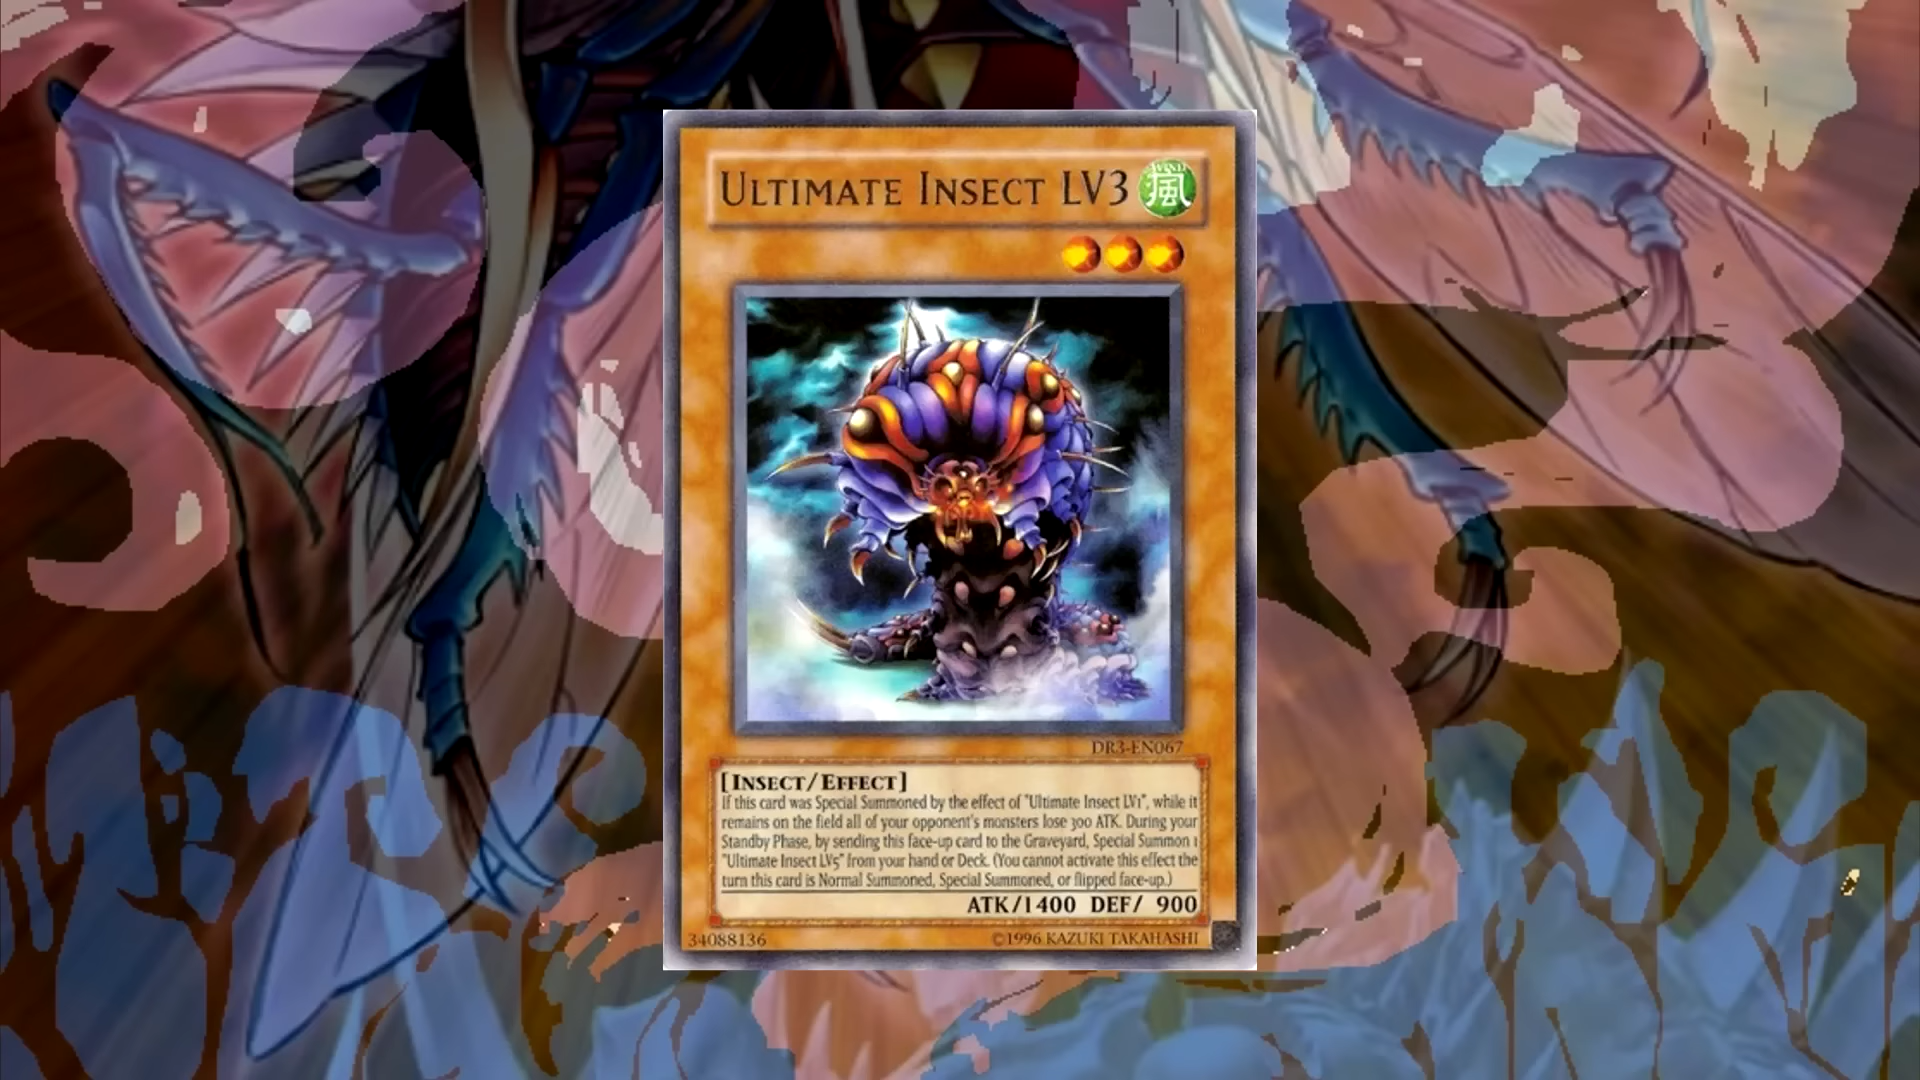 ULTIMATE INSECT LV3
WIND
風
DR3-EN067
[INSECT/EFFECT]
If this card was Special Summoned by the effect of "Ultimate Insect LV1", while it
remains on the field all of your opponent's monsters lose 300 ATK. During your
Standby Phase, by sending this face-up card to the Graveyard, Special Summon 1
"Ultimate Insect LV5" from your hand or Deck. (You cannot activate this effect the
turn this card is Normal Summoned, Special Summoned, or flipped face-up.)
ATK/1400 DEF/ 900
34088136
©1996 KAZUKI TAKAHASHI